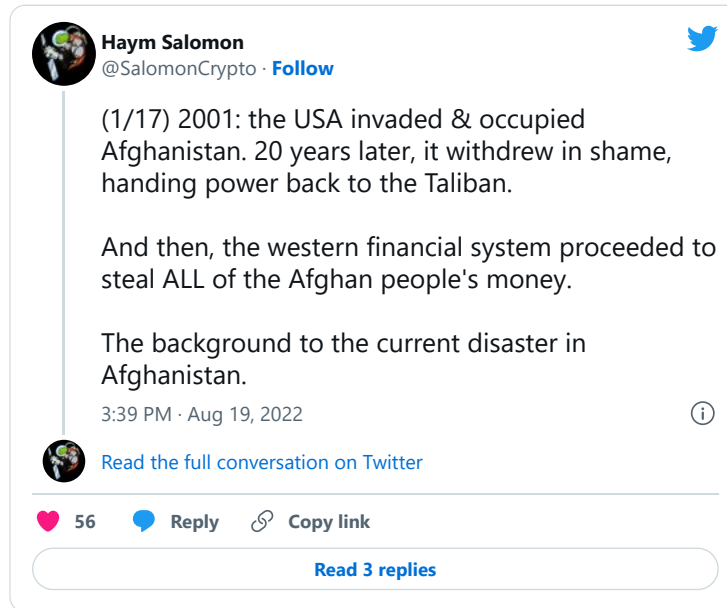 Haym Salomon
@SalomonCrypto · Follow
(1/17) 2001: the USA invaded & occupied
Afghanistan. 20 years later, it withdrew in shame,
handing power back to the Taliban.
And then, the western financial system proceeded to
steal ALL of the Afghan people's money.
The background to the current disaster in
Afghanistan.
3:39 PM · Aug 19, 2022
Read the full conversation on Twitter
56 Reply Copy link
Read 3 replies